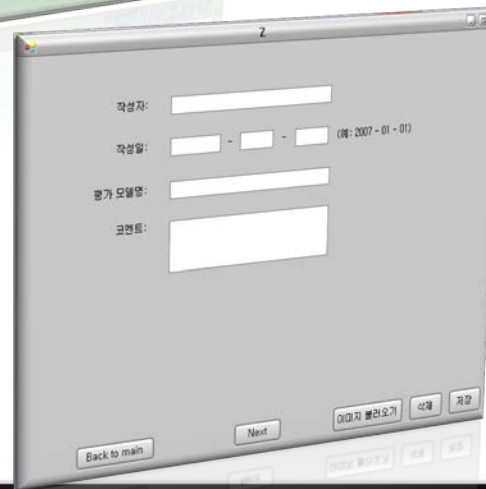 Z
작성자:
작성일: - - (예: 2007 - 01 - 01)
평가 모델명:
코멘트:
Back to main Next 이미지 불러오기 삭제 저장